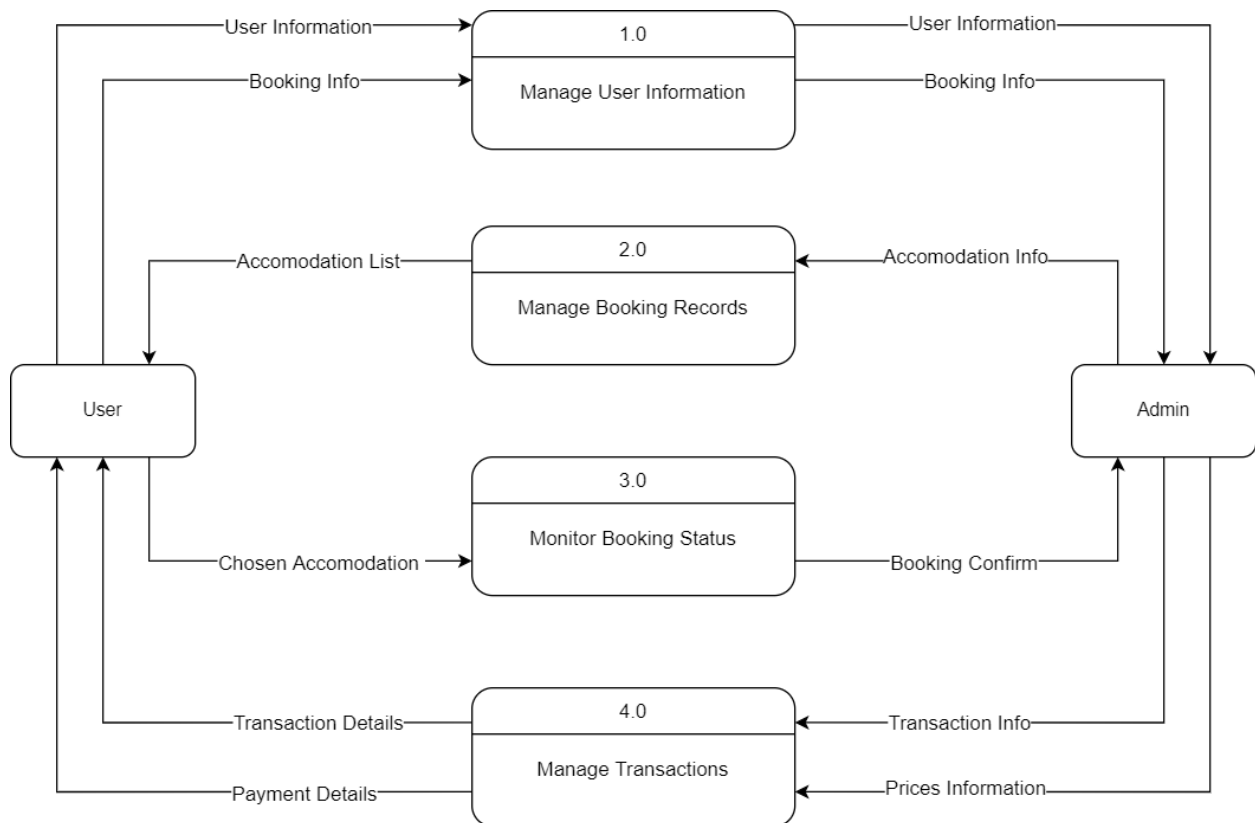 User Information
1.0
User Information
Booking Info
Manage User Information
Booking Info
Accomodation List
2.0
Accomodation Info
Manage Booking Records
User
Admin
3.0
Monitor Booking Status
Chosen Accomodation
Booking Confirm
4.0
Transaction Details
Transaction Info
Manage Transactions
Payment Details
Prices Information